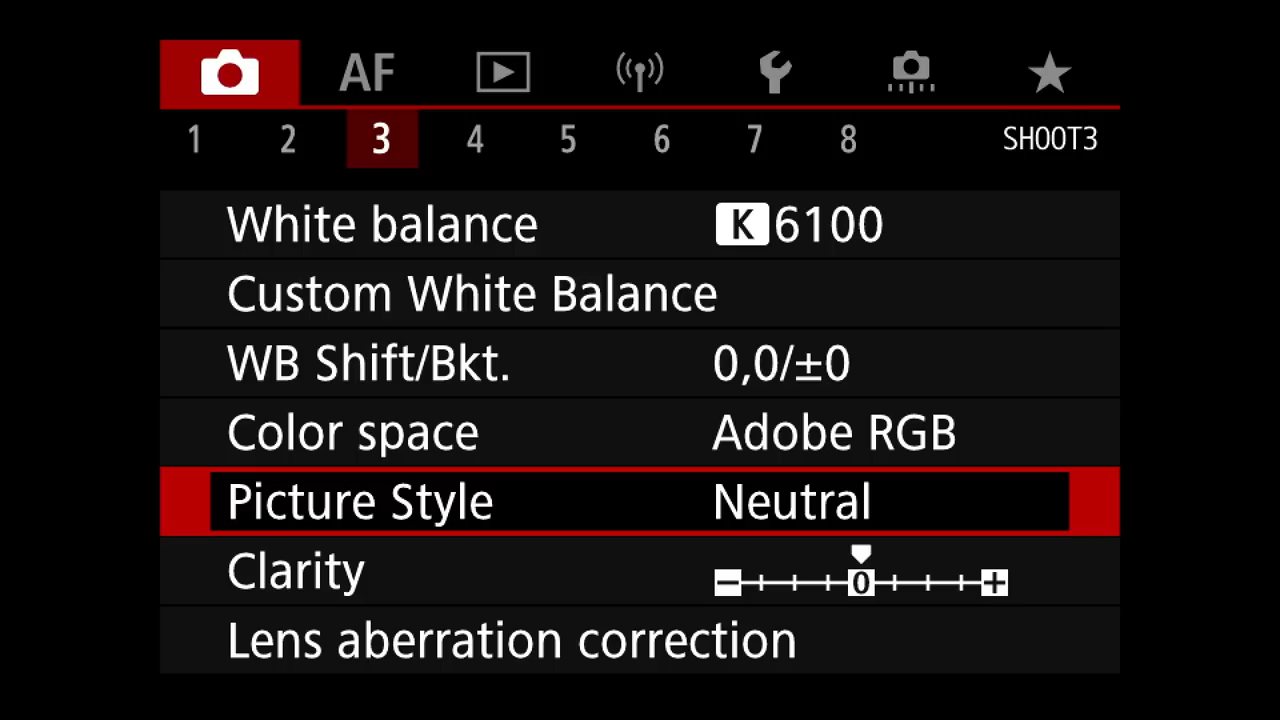 AF
1 2 3 4 5 6 7 8 SHOOT3
White balance K 6100
Custom White Balance
WB Shift/Bkt. 0,0/±0
Color space Adobe RGB
Picture Style Neutral
Clarity − 0 +
Lens aberration correction